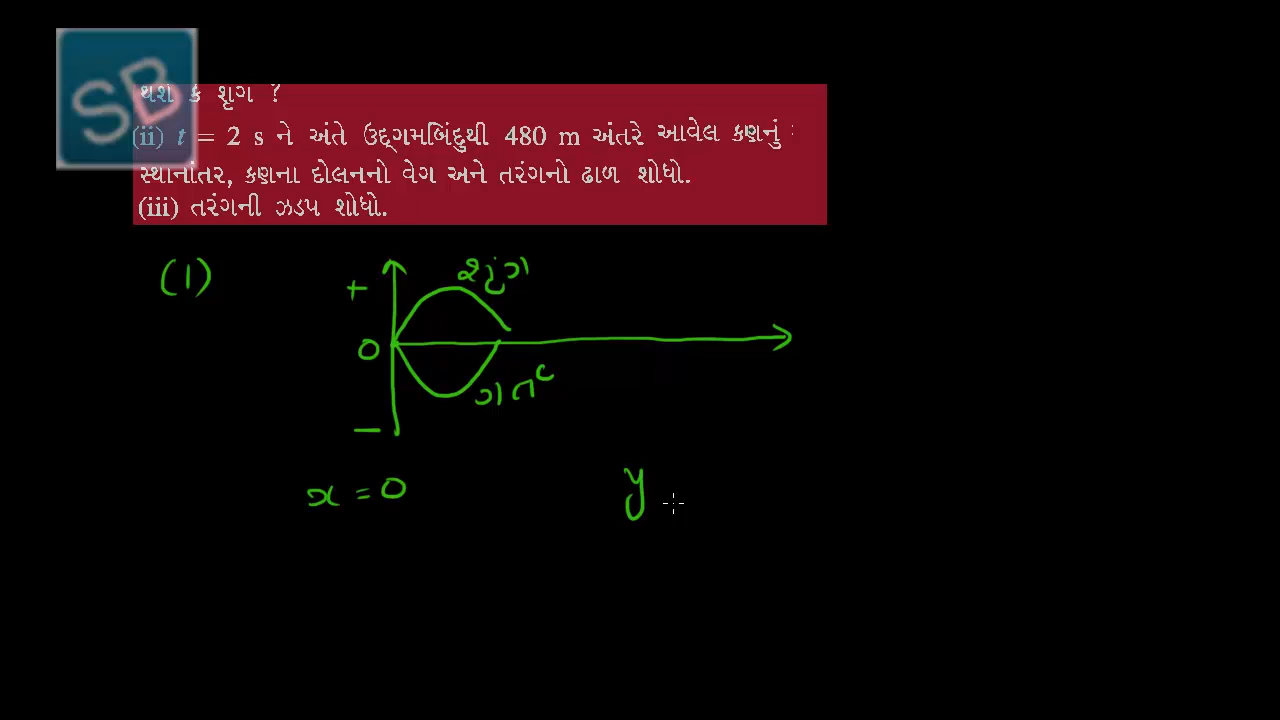 SB
થશે કે શૃંગ ?
(ii) t = 2 s ને અંતે ઉદ્ગમબિંદુથી 480 m અંતરે આવેલ કણનું
સ્થાનાંતર, કણના દોલનનો વેગ અને તરંગનો ઢાળ શોધો.
(iii) તરંગની ઝડપ શોધો.
(1)
+ શૃંગ
0
ગર્ત
−
x = 0 y